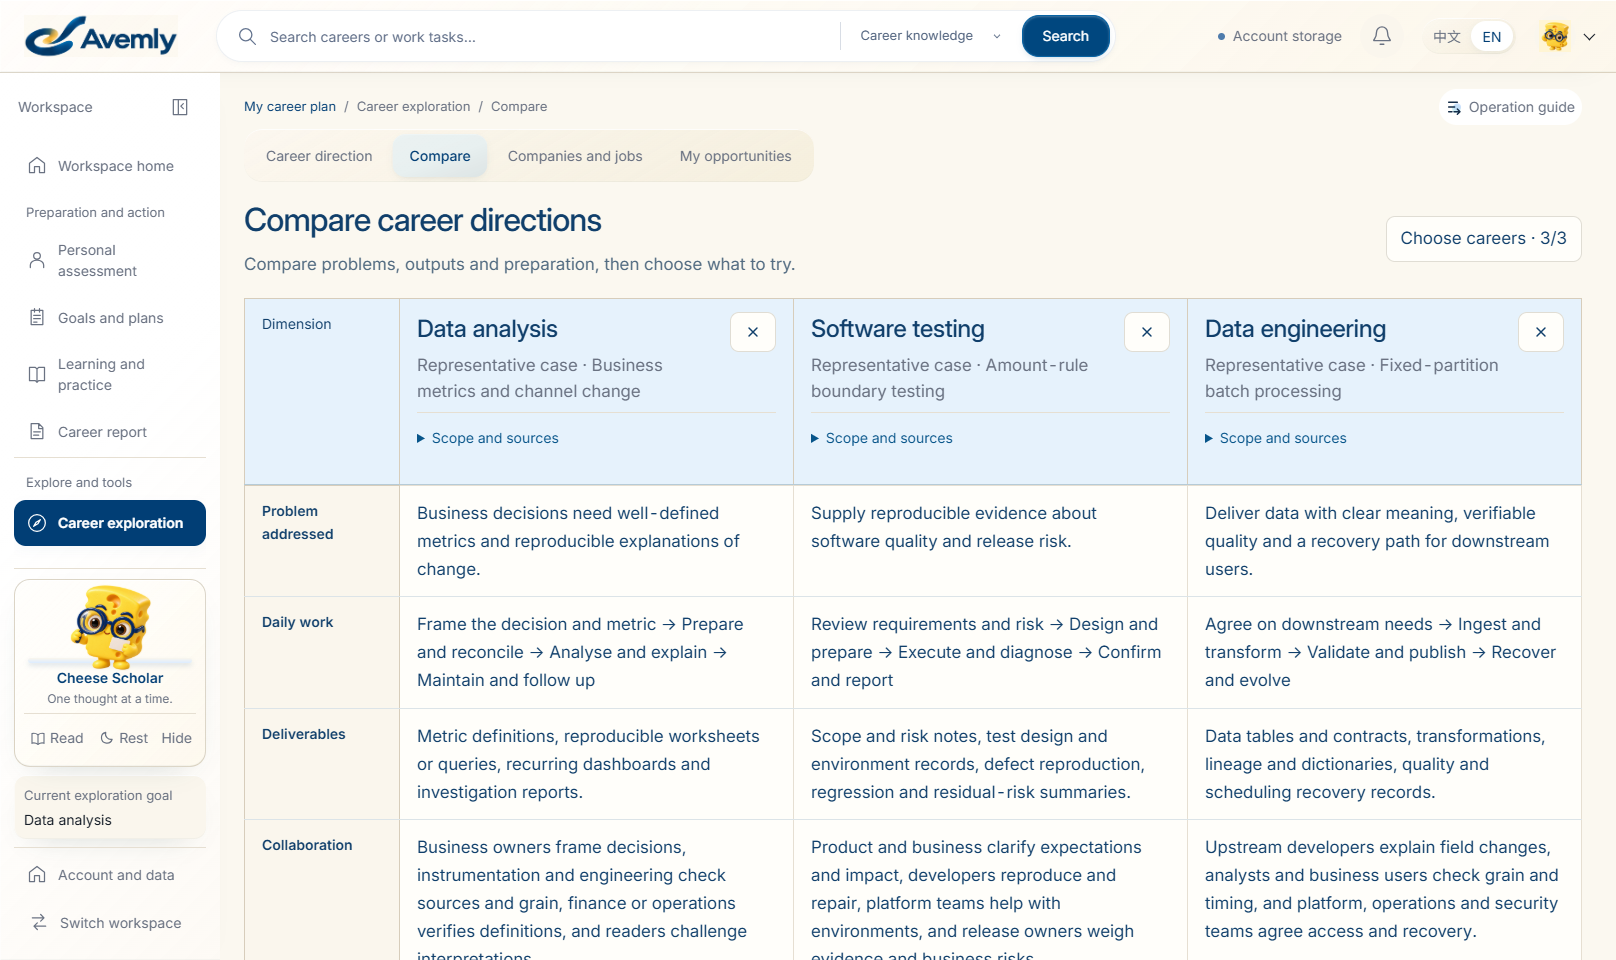 Avemly
Search careers or work tasks...
Career knowledge
Search
Account storage
中文
EN
Workspace
Workspace home
Preparation and action
Personal
assessment
Goals and plans
Learning and
practice
Career report
Explore and tools
Career exploration
Cheese Scholar
One thought at a time.
Read Rest Hide
Current exploration goal
Data analysis
Account and data
Switch workspace
My career plan / Career exploration / Compare
Operation guide
Career direction Compare Companies and jobs My opportunities
Compare career directions
Compare problems, outputs and preparation, then choose what to try.
Choose careers · 3/3
Dimension
Data analysis
×
Representative case · Business
metrics and channel change
▶ Scope and sources
Software testing
×
Representative case · Amount-rule
boundary testing
▶ Scope and sources
Data engineering
×
Representative case · Fixed-partition
batch processing
▶ Scope and sources
Problem
addressed
Business decisions need well-defined
metrics and reproducible explanations of
change.
Supply reproducible evidence about
software quality and release risk.
Deliver data with clear meaning, verifiable
quality and a recovery path for downstream
users.
Daily work
Frame the decision and metric → Prepare
and reconcile → Analyse and explain →
Maintain and follow up
Review requirements and risk → Design and
prepare → Execute and diagnose → Confirm
and report
Agree on downstream needs → Ingest and
transform → Validate and publish → Recover
and evolve
Deliverables
Metric definitions, reproducible worksheets
or queries, recurring dashboards and
investigation reports.
Scope and risk notes, test design and
environment records, defect reproduction,
regression and residual-risk summaries.
Data tables and contracts, transformations,
lineage and dictionaries, quality and
scheduling recovery records.
Collaboration
Business owners frame decisions,
instrumentation and engineering check
sources and grain, finance or operations
verifies definitions, and readers challenge
interpretations.
Product and business clarify expectations
and impact, developers reproduce and
repair, platform teams help with
environments, and release owners weigh
evidence and business risks.
Upstream developers explain field changes,
analysts and business users check grain and
timing, and platform, operations and security
teams agree access and recovery.